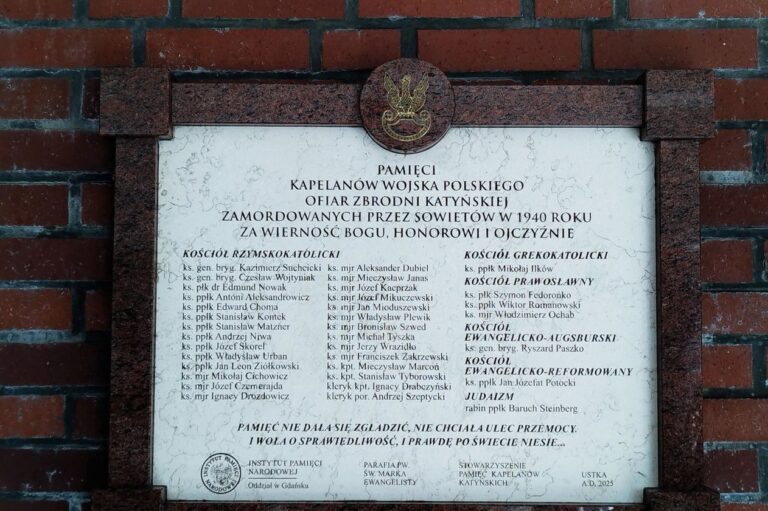 PAMIĘCI
KAPELANÓW WOJSKA POLSKIEGO
OFIAR ZBRODNI KATYŃSKIEJ
ZAMORDOWANYCH PRZEZ SOWIETÓW W 1940 ROKU
ZA WIERNOŚĆ BOGU, HONOROWI I OJCZYŹNIE
KOŚCIÓŁ RZYMSKOKATOLICKI
ks. gen. bryg. Kazimierz Suchcicki
ks. gen. bryg. Czesław Wojtyniak
ks. płk dr Edmund Nowak
ks. ppłk Antoni Aleksandrowicz
ks. ppłk Edward Choma
ks. ppłk Stanisław Kontek
ks. ppłk Stanisław Matzner
ks. ppłk Andrzej Niwa
ks. ppłk Józef Skorel
ks. ppłk Władysław Urban
ks. ppłk Jan Leon Ziółkowski
ks. mjr Mikołaj Cichowicz
ks. mjr Józef Czemerajda
ks. mjr Ignacy Drozdowicz
ks. mjr Aleksander Dubiel
ks. mjr Mieczysław Janas
ks. mjr Józef Kacprzak
ks. mjr Józef Mikuczewski
ks. mjr Jan Mioduszewski
ks. mjr Władysław Plewik
ks. mjr Bronisław Szwed
ks. mjr Michał Tyszka
ks. mjr Jerzy Wrazidło
ks. mjr Franciszek Zakrzewski
ks. kpt. Mieczysław Marcoń
ks. kpt. Stanisław Tyborowski
kleryk kpt. Ignacy Drabczyński
kleryk por. Andrzej Szeptycki
KOŚCIÓŁ GREKOKATOLICKI
ks. ppłk Mikołaj Ilków
KOŚCIÓŁ PRAWOSŁAWNY
ks. płk Szymon Fedorońko
ks. ppłk Wiktor Romanowski
ks. mjr Włodzimierz Ochab
KOŚCIÓŁ
EWANGELICKO-AUGSBURSKI
ks. gen. bryg. Ryszard Paszko
KOŚCIÓŁ
EWANGELICKO-REFORMOWANY
ks. ppłk Jan Józefat Potocki
JUDAIZM
rabin ppłk Baruch Steinberg
PAMIĘĆ NIE DAŁA SIĘ ZGŁADZIĆ, NIE CHCIAŁA ULEC PRZEMOCY.
I WOŁA O SPRAWIEDLIWOŚĆ, I PRAWDĘ PO ŚWIECIE NIESIE...
INSTYTUT PAMIĘCI NARODOWEJ
INSTYTUT PAMIĘCI
NARODOWEJ
Oddział w Gdańsku
PARAFIA PW.
ŚW. MARKA
EWANGELISTY
STOWARZYSZENIE
PAMIĘĆ KAPELANÓW
KATYŃSKICH
USTKA
A.D. 2025